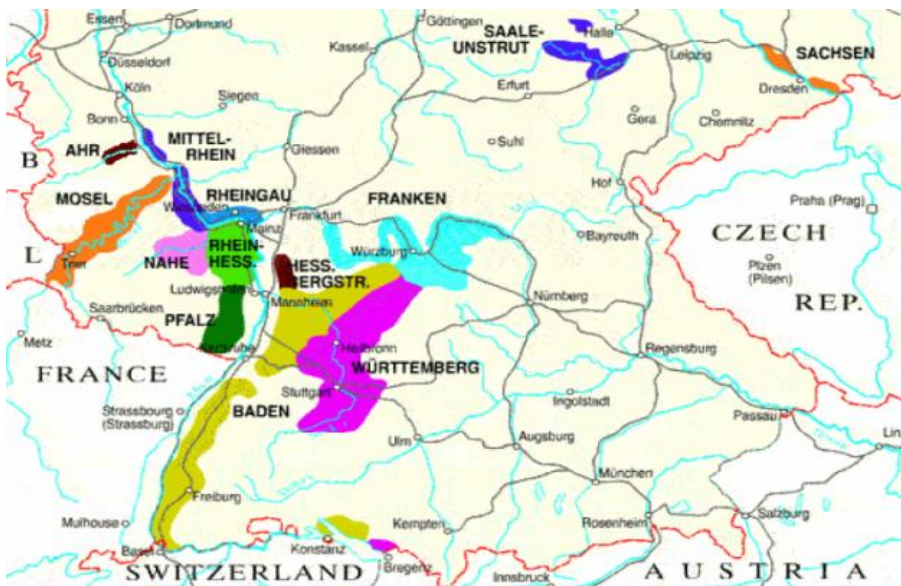 Essen
Dortmund
Göttingen
Halle
SAALE-
UNSTRUT
Kassel
Leipzig
SACHSEN
Düsseldorf
Dresden
Köln
Siegen
Erfurt
Bonn
Gera
Chemnitz
MITTEL-
RHEIN
Suhl
AHR
Giessen
B
Hof
MOSEL
RHEINGAU
FRANKEN
Praha (Prag)
Wiesbaden
Frankfurt
Mainz
Bayreuth
CZECH
L
Trier
NAHE
RHEIN-
HESS.
Würzburg
Plzen
(Pilsen)
HESS.
BERGSTR.
Ludwigshafen
Mannheim
Nürnberg
REP.
Saarbrücken
PFALZ
Metz
Karlsruhe
Heilbronn
Regensburg
FRANCE
WÜRTTEMBERG
Stuttgart
Ingolstadt
Strassbourg
(Strassburg)
BADEN
Passau
Ulm
Augsburg
Lin
München
Freiburg
Mulhouse
Kempten
Rosenheim
Salzburg
Basel
Konstanz
Bregenz
SWITZERLAND
Innsbruck
AUSTRIA